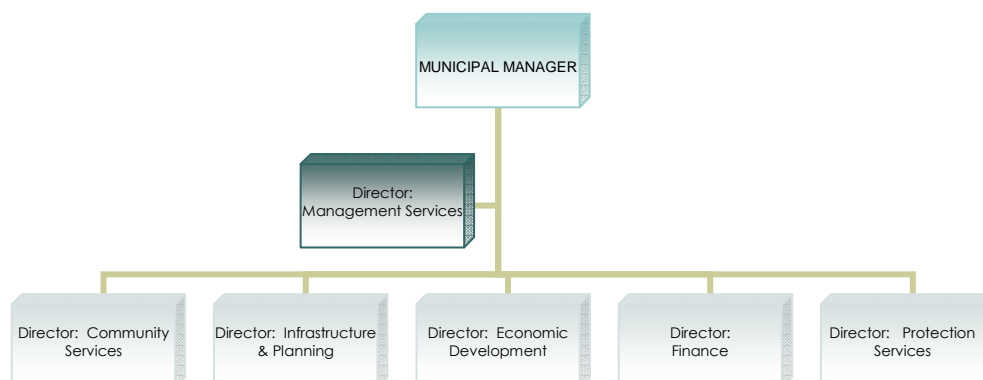 MUNICIPAL MANAGER
Director:
Management Services
Director: Community
Services
Director: Infrastructure
& Planning
Director: Economic
Development
Director:
Finance
Director: Protection
Services